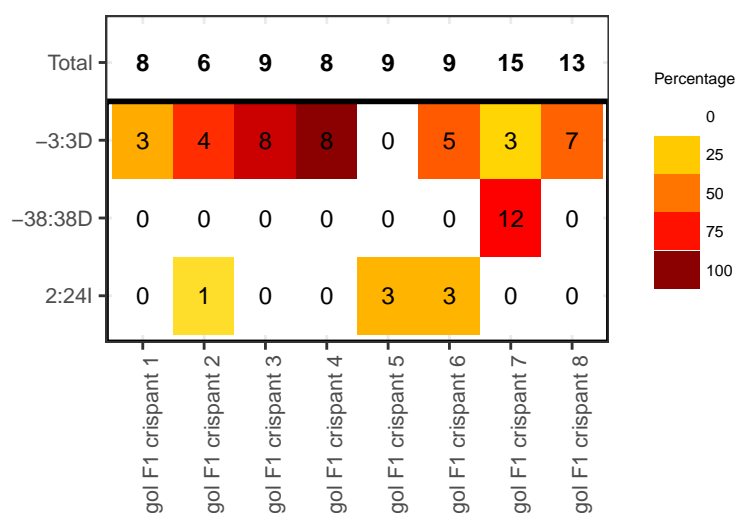 Total 8 6 9 8 9 9 15 13
−3:3D 3 4 8 8 0 5 3 7
−38:38D 0 0 0 0 0 0 12 0
2:24I 0 1 0 0 3 3 0 0
gol F1 crispant 1
gol F1 crispant 2
gol F1 crispant 3
gol F1 crispant 4
gol F1 crispant 5
gol F1 crispant 6
gol F1 crispant 7
gol F1 crispant 8
Percentage
0
25
50
75
100